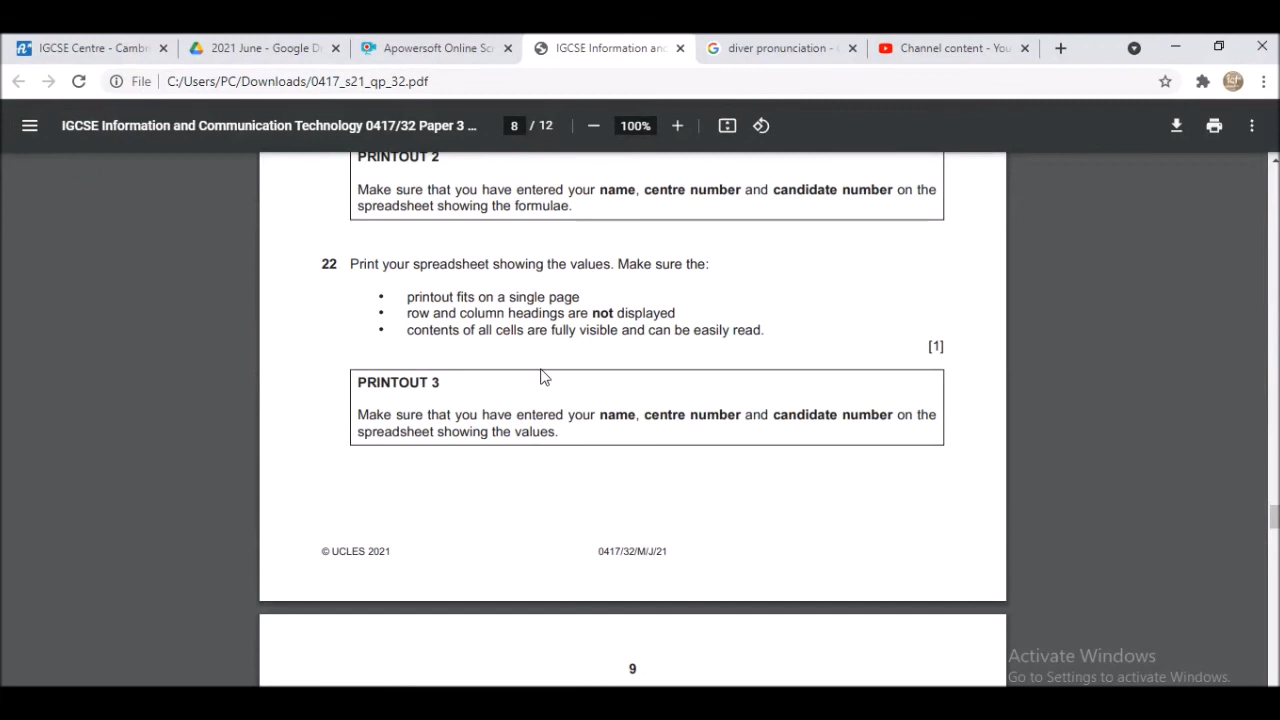 IGCSE Centre - Cambri
2021 June - Google D
Apowersoft Online Scr
IGCSE Information and
diver pronunciation -
Channel content - You
File
C:/Users/PC/Downloads/0417_s21_qp_32.pdf
IGCSE Information and Communication Technology 0417/32 Paper 3 ...
8 / 12
100%
PRINTOUT 2
Make sure that you have entered your name, centre number and candidate number on the
spreadsheet showing the formulae.
22 Print your spreadsheet showing the values. Make sure the:
• printout fits on a single page
• row and column headings are not displayed
• contents of all cells are fully visible and can be easily read.
[1]
PRINTOUT 3
Make sure that you have entered your name, centre number and candidate number on the
spreadsheet showing the values.
© UCLES 2021
0417/32/M/J/21
9
Activate Windows
Go to Settings to activate Windows.